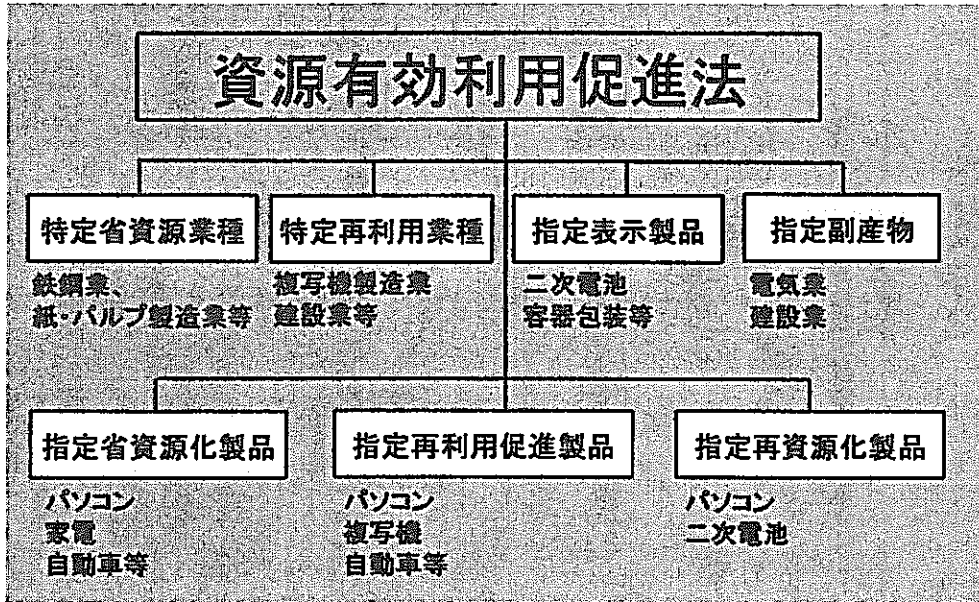 資源有効利用促進法
特定省資源業種
特定再利用業種
指定表示製品
指定副産物
鉄鋼業、
紙・パルプ製造業等
複写機製造業
建設業等
二次電池
容器包装等
電気業
建設業
指定省資源化製品
指定再利用促進製品
指定再資源化製品
パソコン
家電
自動車等
パソコン
複写機
自動車等
パソコン
二次電池